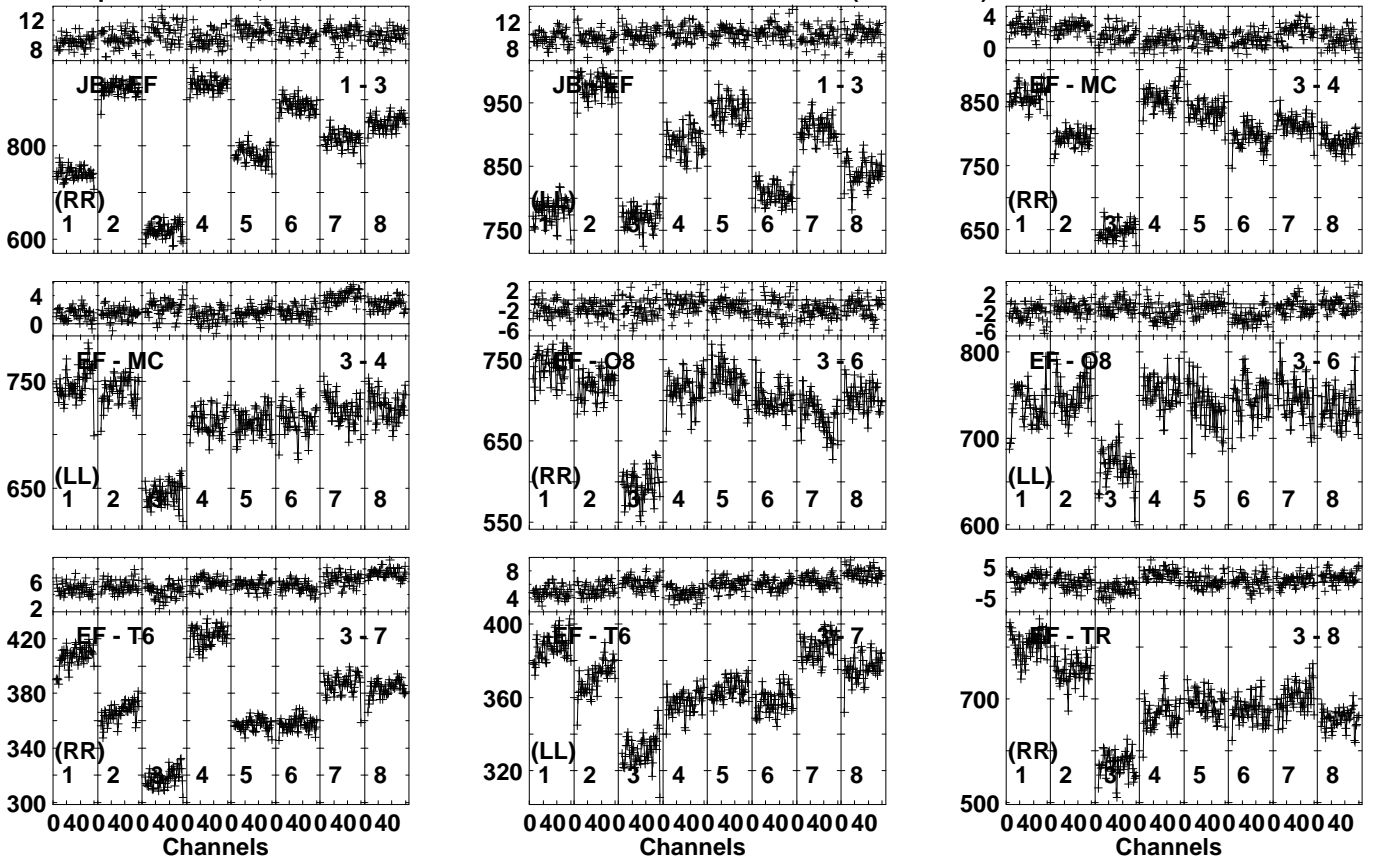 12
8
JB - EF 1 - 3
800
(RR)
600
1 2 3 4 5 6 7 8
12
8
JB - EF 1 - 3
950
850
(LL)
750
1 2 3 4 5 6 7 8
4
0
EF - MC 3 - 4
850
750
(RR)
650
1 2 3 4 5 6 7 8
4
0
EF - MC 3 - 4
750
650
(LL)
1 2 3 4 5 6 7 8
2
-2
-6
EF - O8 3 - 6
750
650
(RR)
550
1 2 3 4 5 6 7 8
2
-2
-6
EF - O8 3 - 6
800
700
(LL)
600
1 2 3 4 5 6 7 8
6
2
EF - T6 3 - 7
420
380
340
(RR)
300
1 2 3 4 5 6 7 8
0 40 0 40 0 40 0 40 0 40 0 40 0 40 0 40
Channels
8
4
EF - T6 3 - 7
400
360
(LL)
320
1 2 3 4 5 6 7 8
0 40 0 40 0 40 0 40 0 40 0 40 0 40 0 40
Channels
5
-5
EF - TR 3 - 8
700
(RR)
500
1 2 3 4 5 6 7 8
0 40 0 40 0 40 0 40 0 40 0 40 0 40 0 40
Channels